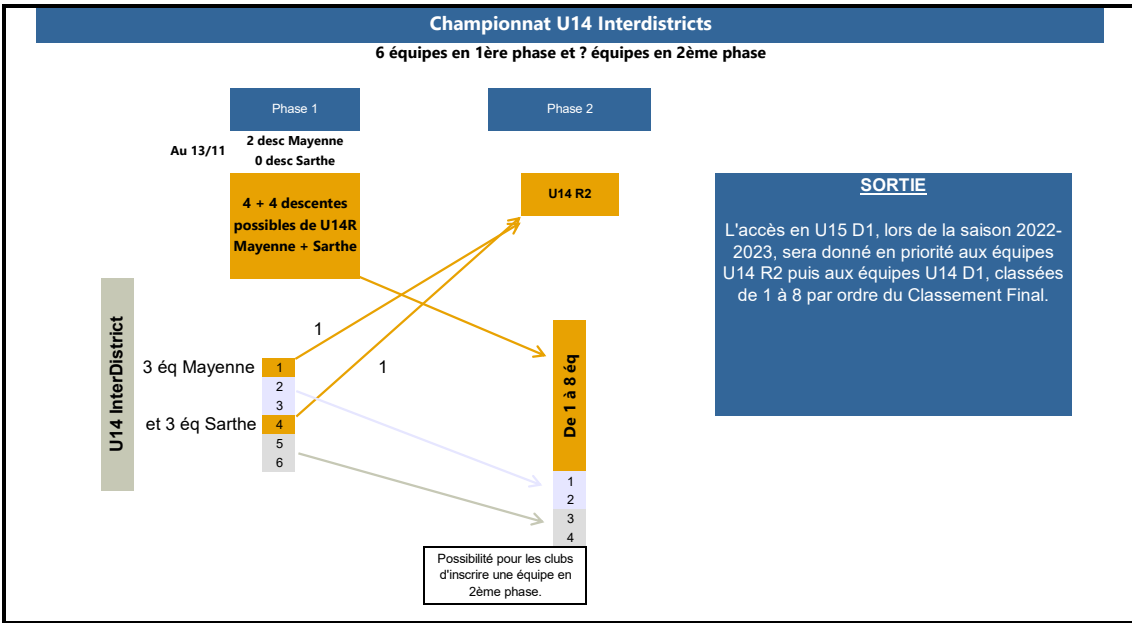 Championnat U14 Interdistricts
6 équipes en 1ère phase et ? équipes en 2ème phase
Phase 1
Phase 2
Au 13/11
2 desc Mayenne
0 desc Sarthe
4 + 4 descentes
possibles de U14R
Mayenne + Sarthe
U14 R2
SORTIE
L'accès en U15 D1, lors de la saison 2022-
2023, sera donné en priorité aux équipes
U14 R2 puis aux équipes U14 D1, classées
de 1 à 8 par ordre du Classement Final.
U14 InterDistrict
1
1
3 éq Mayenne
1
2
3
et 3 éq Sarthe
4
5
6
De 1 à 8 éq
1
2
3
4
Possibilité pour les clubs
d'inscrire une équipe en
2ème phase.